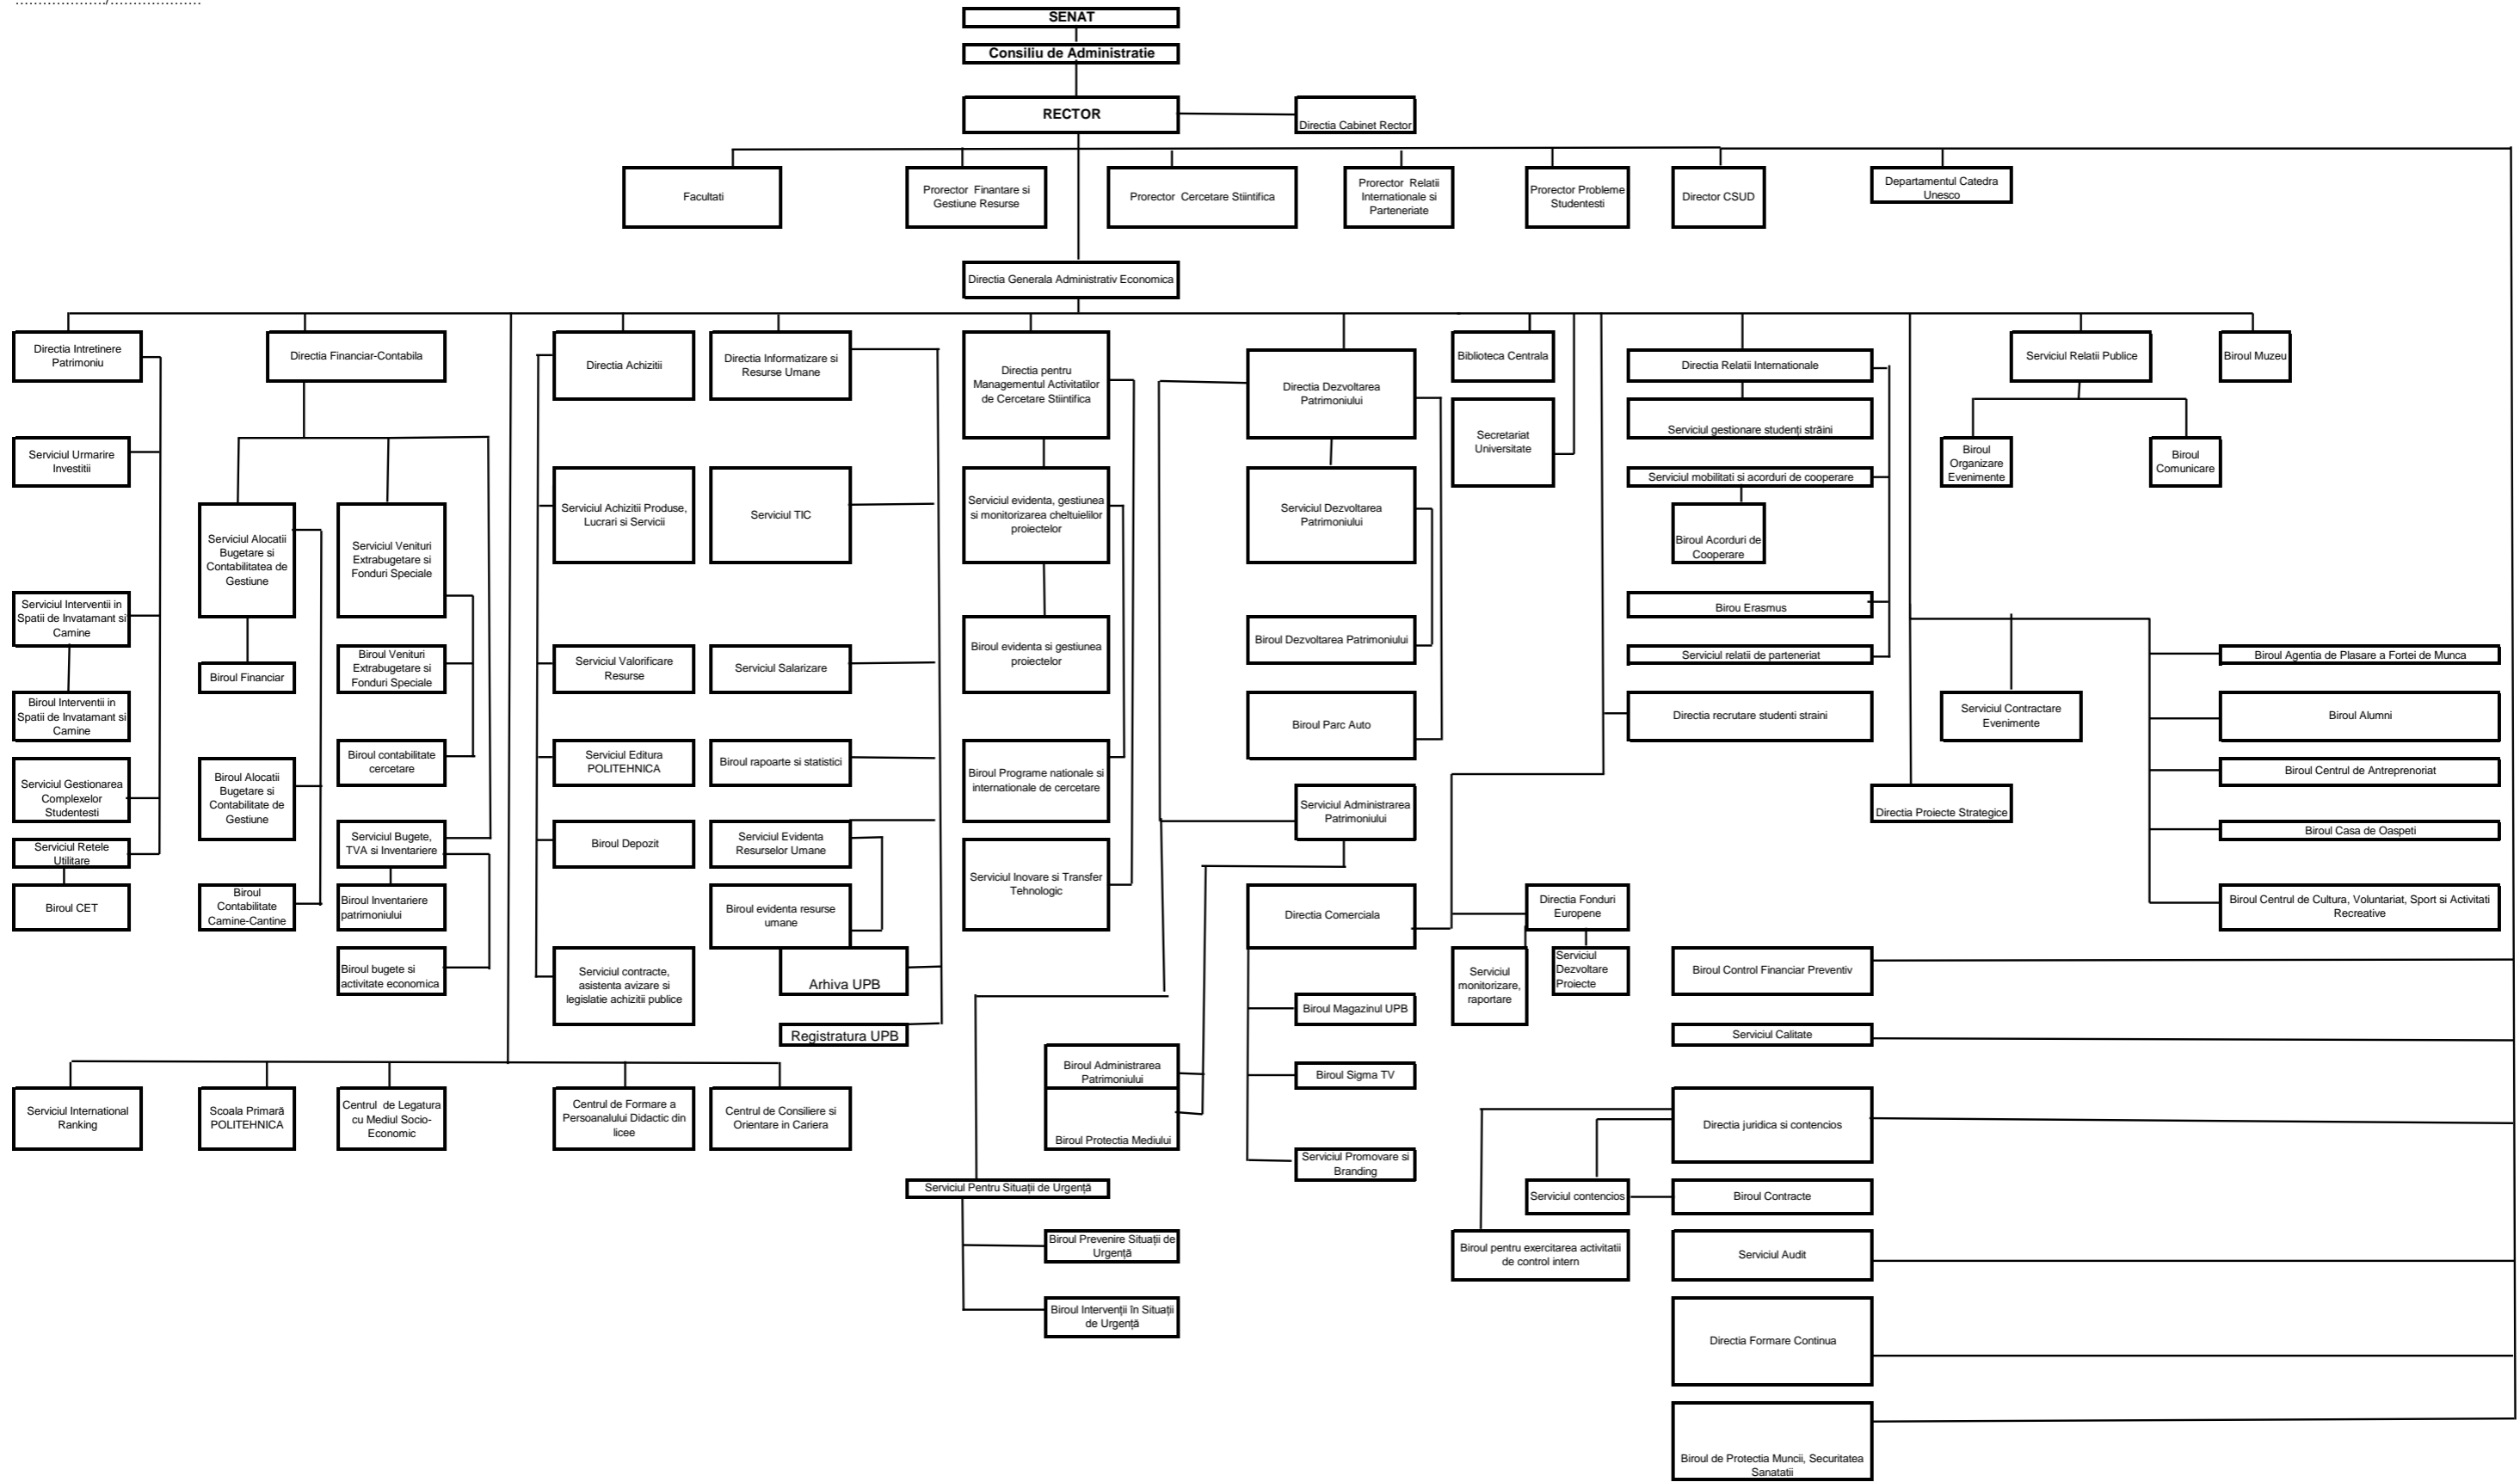 ....................../......................
SENAT
Consiliu de Administratie
RECTOR
Directia Cabinet Rector
Facultati
Prorector Finantare si
Gestiune Resurse
Prorector Cercetare Stiintifica
Prorector Relatii
Internationale si
Parteneriate
Prorector Probleme
Studentesti
Director CSUD
Departamentul Catedra
Unesco
Directia Generala Administrativ Economica
Directia Intretinere
Patrimoniu
Directia Financiar-Contabila
Directia Achizitii
Directia Informatizare si
Resurse Umane
Directia pentru
Managementul Activitatilor
de Cercetare Stiintifica
Directia Dezvoltarea
Patrimoniului
Biblioteca Centrala
Directia Relatii Internationale
Serviciul Relatii Publice
Biroul Muzeu
Secretariat
Universitate
Serviciul gestionare studenți străini
Serviciul Urmarire
Investitii
Biroul
Organizare
Evenimente
Biroul
Comunicare
Serviciul mobilitati si acorduri de cooperare
Serviciul Alocatii
Bugetare si
Contabilitatea de
Gestiune
Serviciul Venituri
Extrabugetare si
Fonduri Speciale
Serviciul Achizitii Produse,
Lucrari si Servicii
Serviciul TIC
Serviciul evidenta, gestiunea
si monitorizarea cheltuielilor
proiectelor
Serviciul Dezvoltarea
Patrimoniului
Biroul Acorduri de
Cooperare
Serviciul Interventii in
Spatii de Invatamant si
Camine
Birou Erasmus
Biroul Financiar
Biroul Venituri
Extrabugetare si
Fonduri Speciale
Serviciul Valorificare
Resurse
Serviciul Salarizare
Biroul evidenta si gestiunea
proiectelor
Biroul Dezvoltarea Patrimoniului
Serviciul relatii de parteneriat
Biroul Agentia de Plasare a Fortei de Munca
Biroul Interventii in
Spatii de Invatamant si
Camine
Biroul Parc Auto
Directia recrutare studenti straini
Serviciul Contractare
Evenimente
Biroul Alumni
Serviciul Gestionarea
Complexelor
Studentesti
Biroul Alocatii
Bugetare si
Contabilitate de
Gestiune
Biroul contabilitate
cercetare
Serviciul Editura
POLITEHNICA
Biroul rapoarte si statistici
Biroul Programe nationale si
internationale de cercetare
Serviciul Administrarea
Patrimoniului
Directia Proiecte Strategice
Biroul Centrul de Antreprenoriat
Serviciul Retele
Utilitare
Serviciul Bugete,
TVA si Inventariere
Biroul Depozit
Serviciul Evidenta
Resurselor Umane
Serviciul Inovare si Transfer
Tehnologic
Biroul Casa de Oaspeti
Biroul CET
Biroul
Contabilitate
Camine-Cantine
Biroul Inventariere
patrimoniului
Biroul evidenta resurse
umane
Directia Comerciala
Directia Fonduri
Europene
Biroul Centrul de Cultura, Voluntariat, Sport si Activitati
Recreative
Biroul bugete si
activitate economica
Serviciul contracte,
asistenta avizare si
legislatie achizitii publice
Arhiva UPB
Serviciul
monitorizare,
raportare
Serviciul
Dezvoltare
Proiecte
Biroul Control Financiar Preventiv
Biroul Magazinul UPB
Registratura UPB
Serviciul Calitate
Biroul Administrarea
Patrimoniului
Biroul Sigma TV
Serviciul International
Ranking
Scoala Primară
POLITEHNICA
Centrul de Legatura
cu Mediul Socio-
Economic
Centrul de Formare a
Persoanalului Didactic din
licee
Centrul de Consiliere si
Orientare in Cariera
Biroul Protectia Mediului
Directia juridica si contencios
Serviciul Promovare si
Branding
Serviciul Pentru Situații de Urgență
Serviciul contencios
Biroul Contracte
Biroul Prevenire Situații de
Urgență
Biroul pentru exercitarea activitatii
de control intern
Serviciul Audit
Biroul Intervenții în Situații
de Urgență
Directia Formare Continua
Biroul de Protectia Muncii, Securitatea
Sanatatii